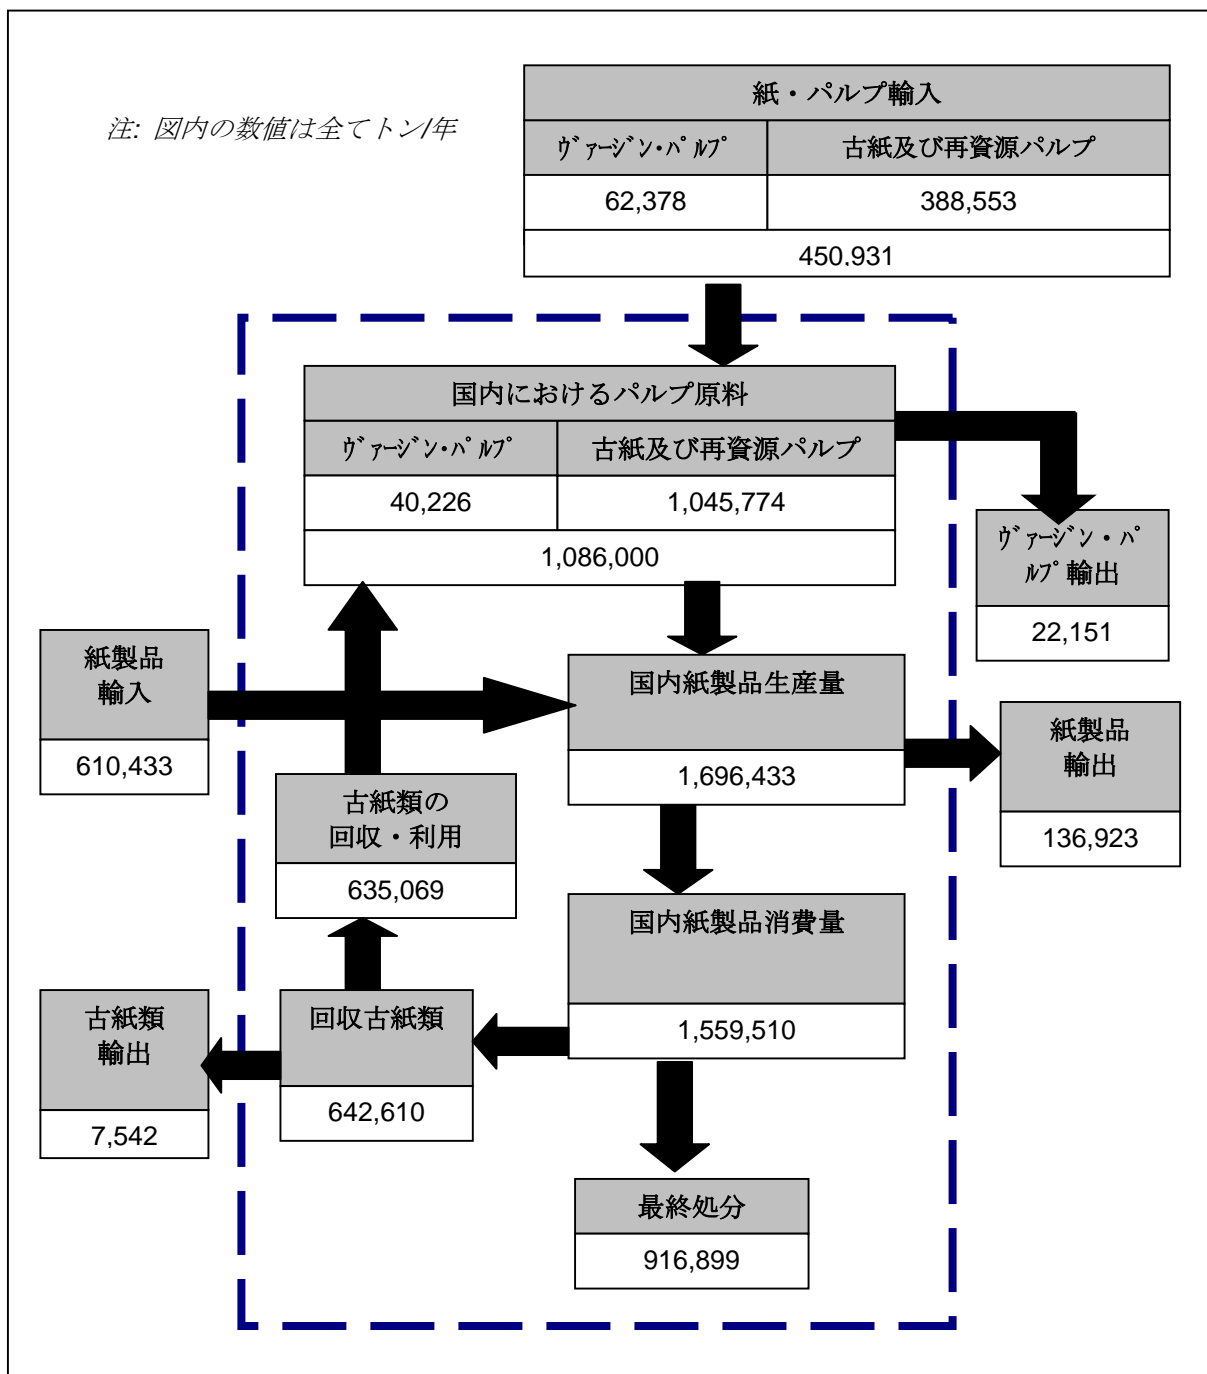 紙・パルプ輸入
注: 図内の数値は全てトン/年
ヴァージン・パルプ
古紙及び再資源パルプ
62,378
388,553
450,931
国内におけるパルプ原料
ヴァージン・パルプ
古紙及び再資源パルプ
40,226
1,045,774
1,086,000
ヴァージン・パ
ルプ輸出
22,151
紙製品
輸入
610,433
国内紙製品生産量
1,696,433
紙製品
輸出
136,923
古紙類の
回収・利用
635,069
国内紙製品消費量
1,559,510
古紙類
輸出
7,542
回収古紙類
642,610
最終処分
916,899